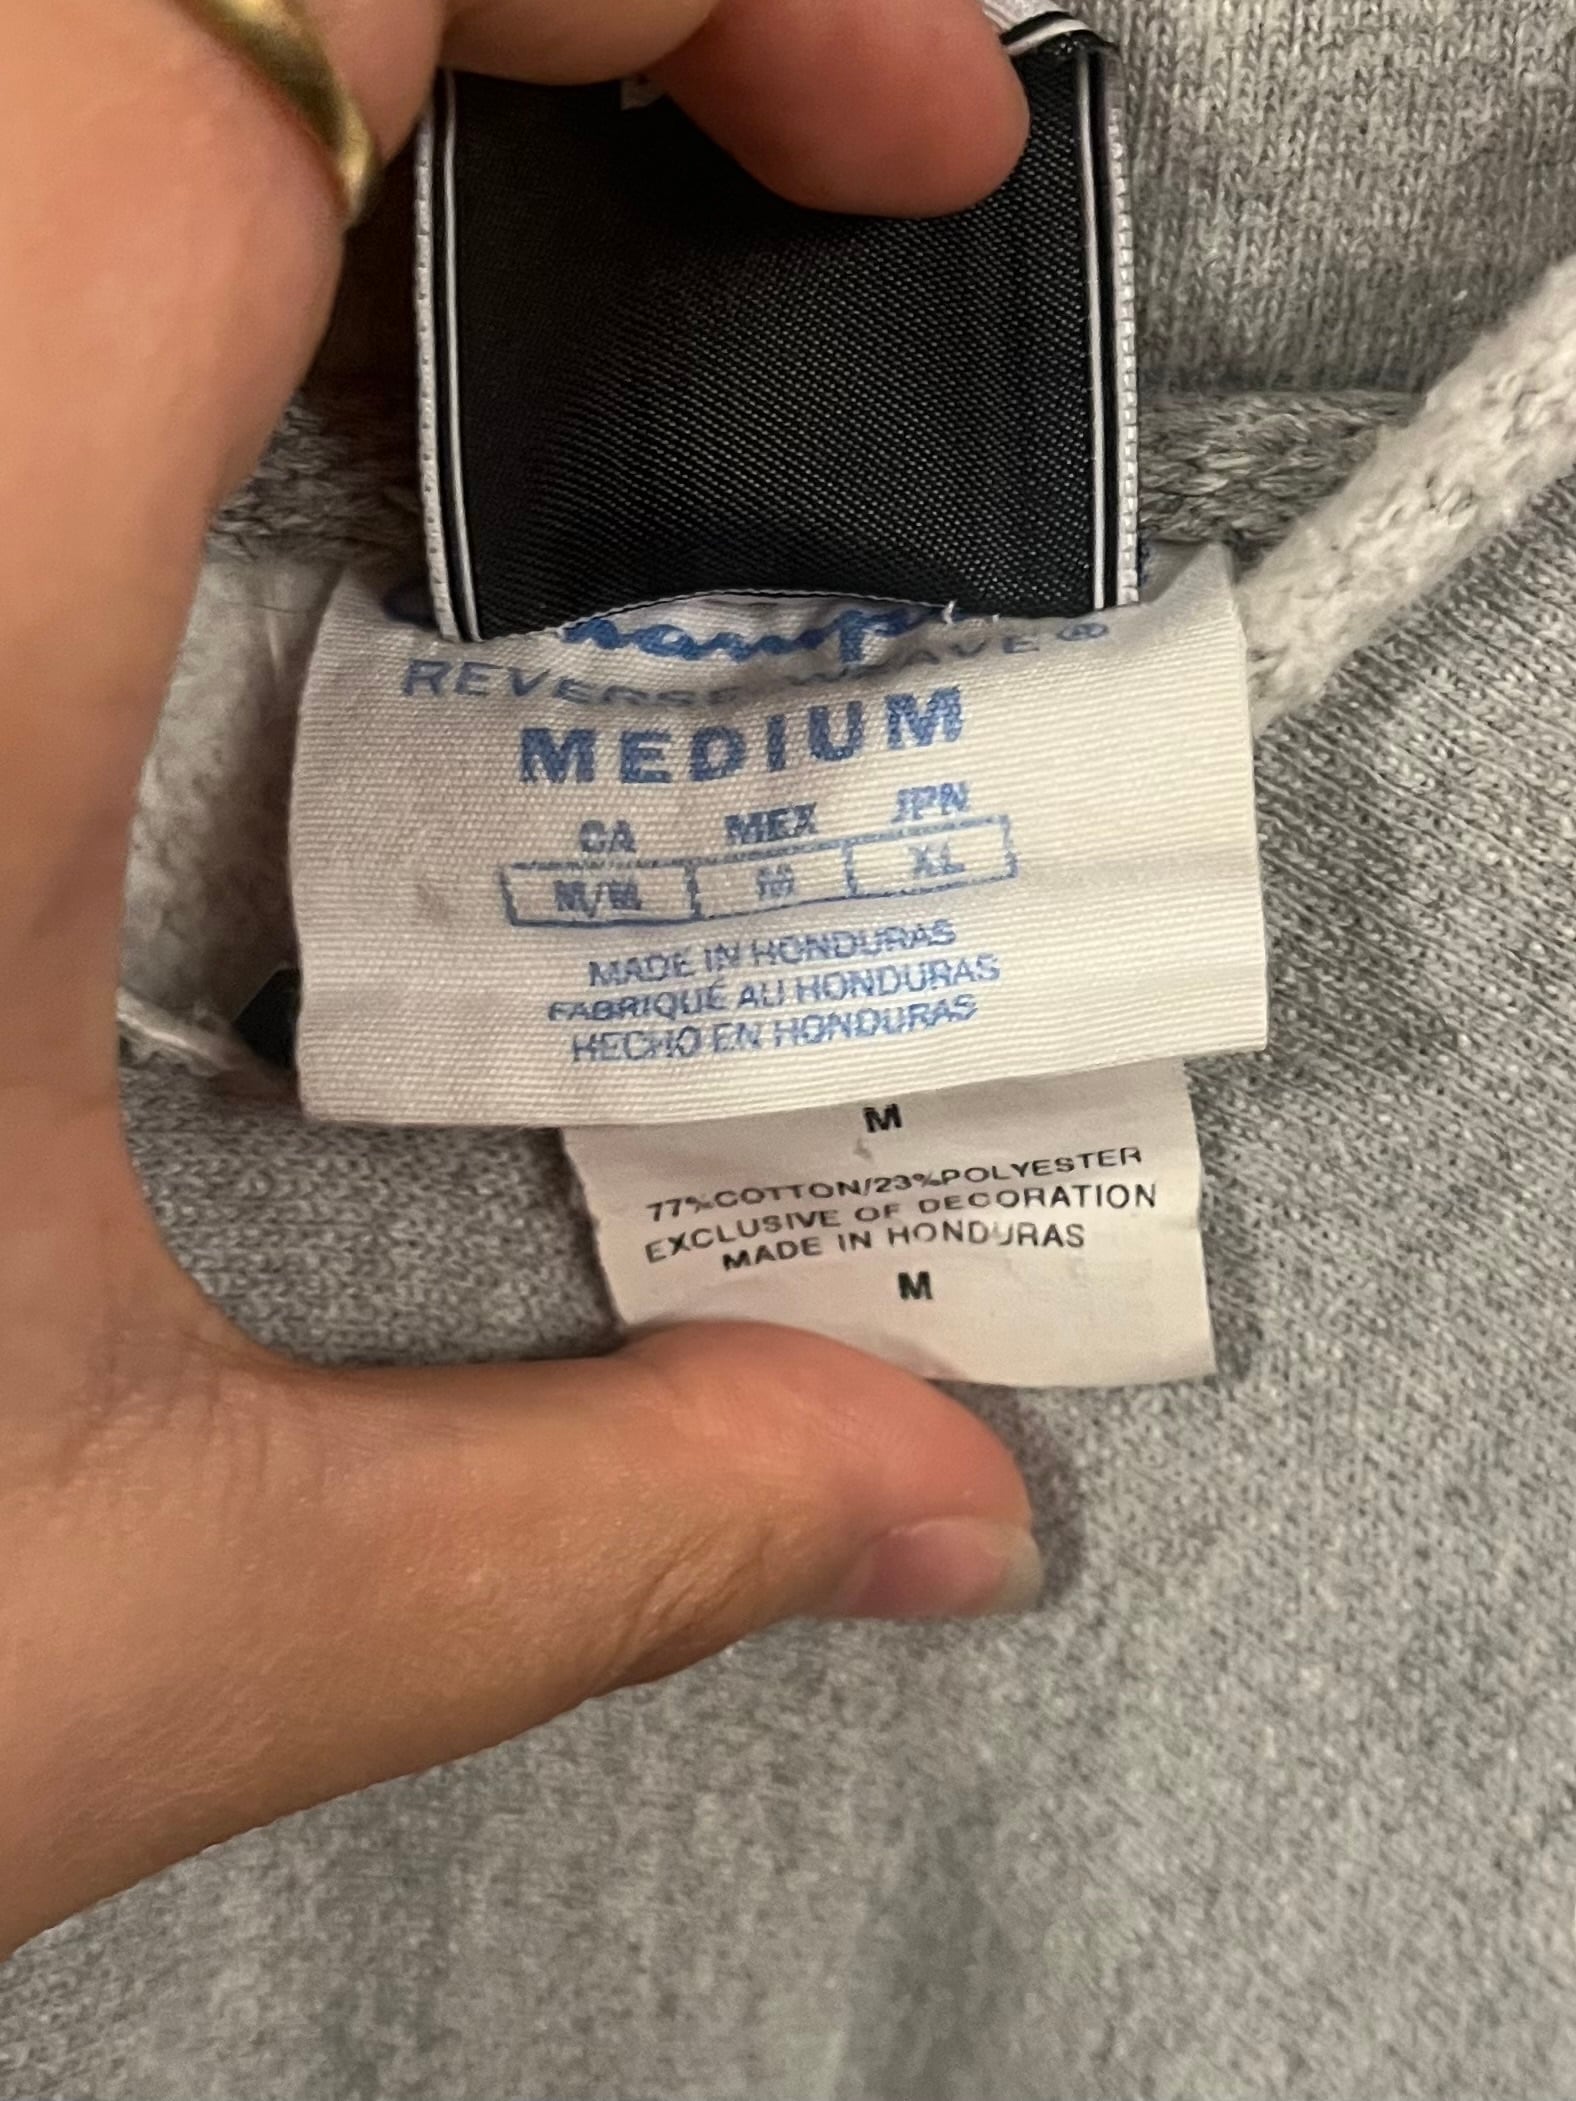 Champion
REVERSE WEAVE®
MEDIUM
CA MEX JPN
M/M M XL
MADE IN HONDURAS
FABRIQUÉ AU HONDURAS
HECHO EN HONDURAS
M
77%COTTON/23%POLYESTER
EXCLUSIVE OF DECORATION
MADE IN HONDURAS
M